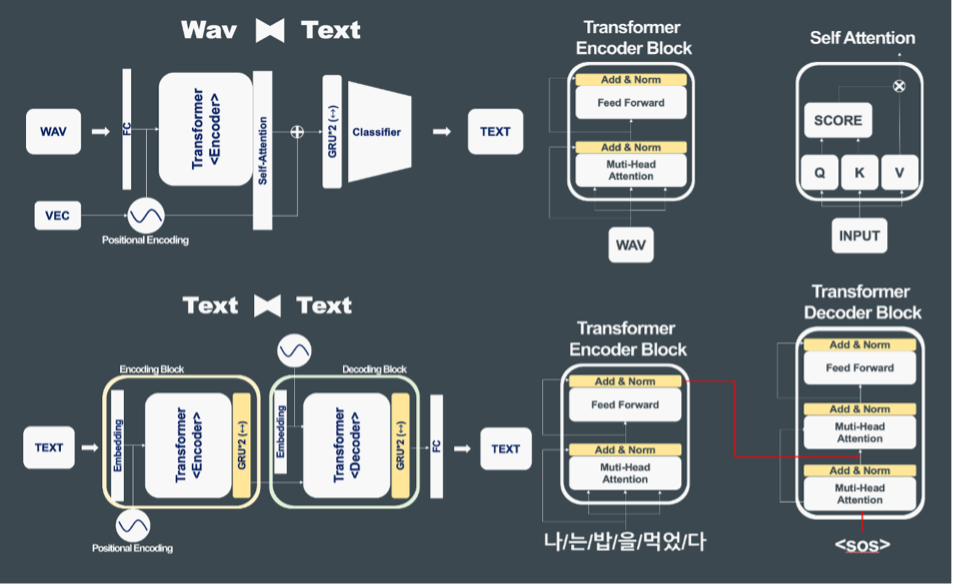 Wav ⧓ Text
WAV
FC
Transformer
<Encoder>
Self-Attention
GRU*2 (↔)
Classifier
TEXT
VEC
Positional Encoding
Transformer
Encoder Block
Add & Norm
Feed Forward
Add & Norm
Muti-Head
Attention
WAV
Self Attention
SCORE
Q K V
INPUT
Text ⧓ Text
Encoding Block
TEXT
Embedding
Transformer
<Encoder>
GRU*2 (↔)
Positional Encoding
Decoding Block
Embedding
Transformer
<Decoder>
GRU*2 (↔)
FC
TEXT
Transformer
Encoder Block
Add & Norm
Feed Forward
Add & Norm
Muti-Head
Attention
나/는/밥/을/먹었/다
Transformer
Decoder Block
Add & Norm
Feed Forward
Add & Norm
Muti-Head
Attention
Add & Norm
Muti-Head
Attention
<sos>